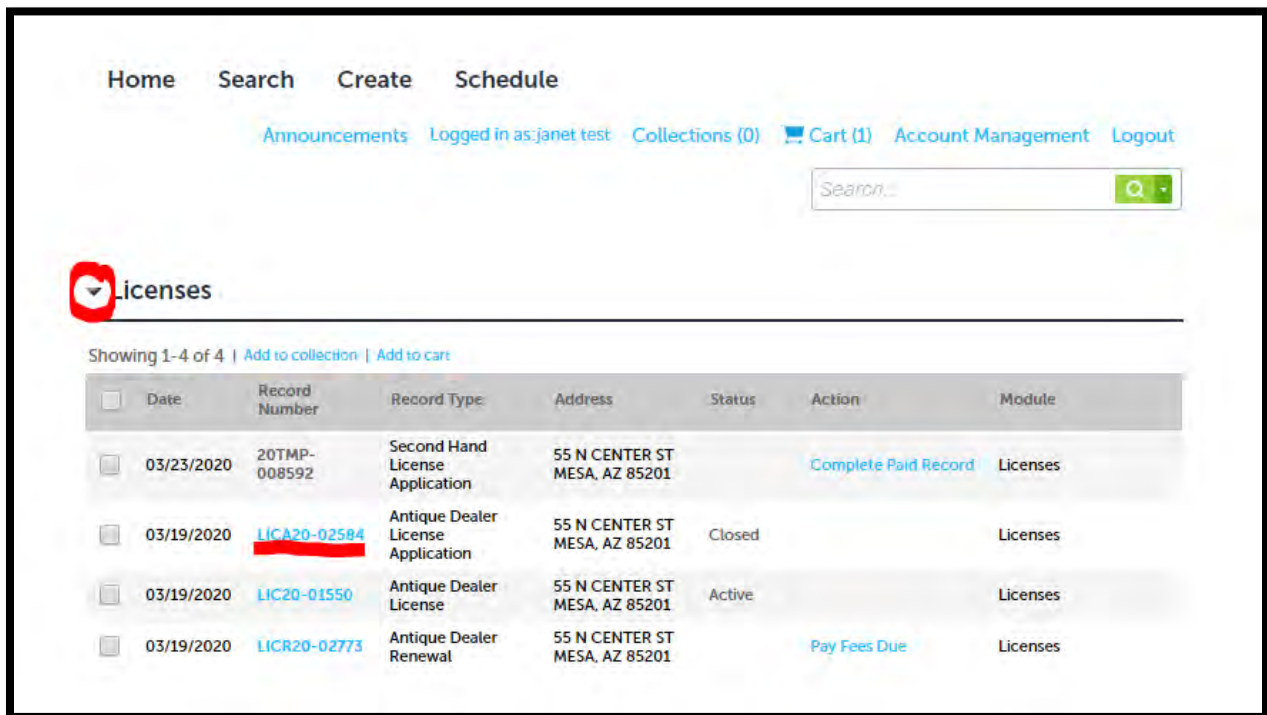 Home Search Create Schedule
Announcements Logged in as:janet test Collections (0) Cart (1) Account Management Logout
Search...
Licenses
Showing 1-4 of 4 | Add to collection | Add to cart
Date Record Number Record Type Address Status Action Module
03/23/2020 20TMP-008592 Second Hand License Application 55 N CENTER ST MESA, AZ 85201 Complete Paid Record Licenses
03/19/2020 LICA20-02584 Antique Dealer License Application 55 N CENTER ST MESA, AZ 85201 Closed Licenses
03/19/2020 LIC20-01550 Antique Dealer License 55 N CENTER ST MESA, AZ 85201 Active Licenses
03/19/2020 LICR20-02773 Antique Dealer Renewal 55 N CENTER ST MESA, AZ 85201 Pay Fees Due Licenses